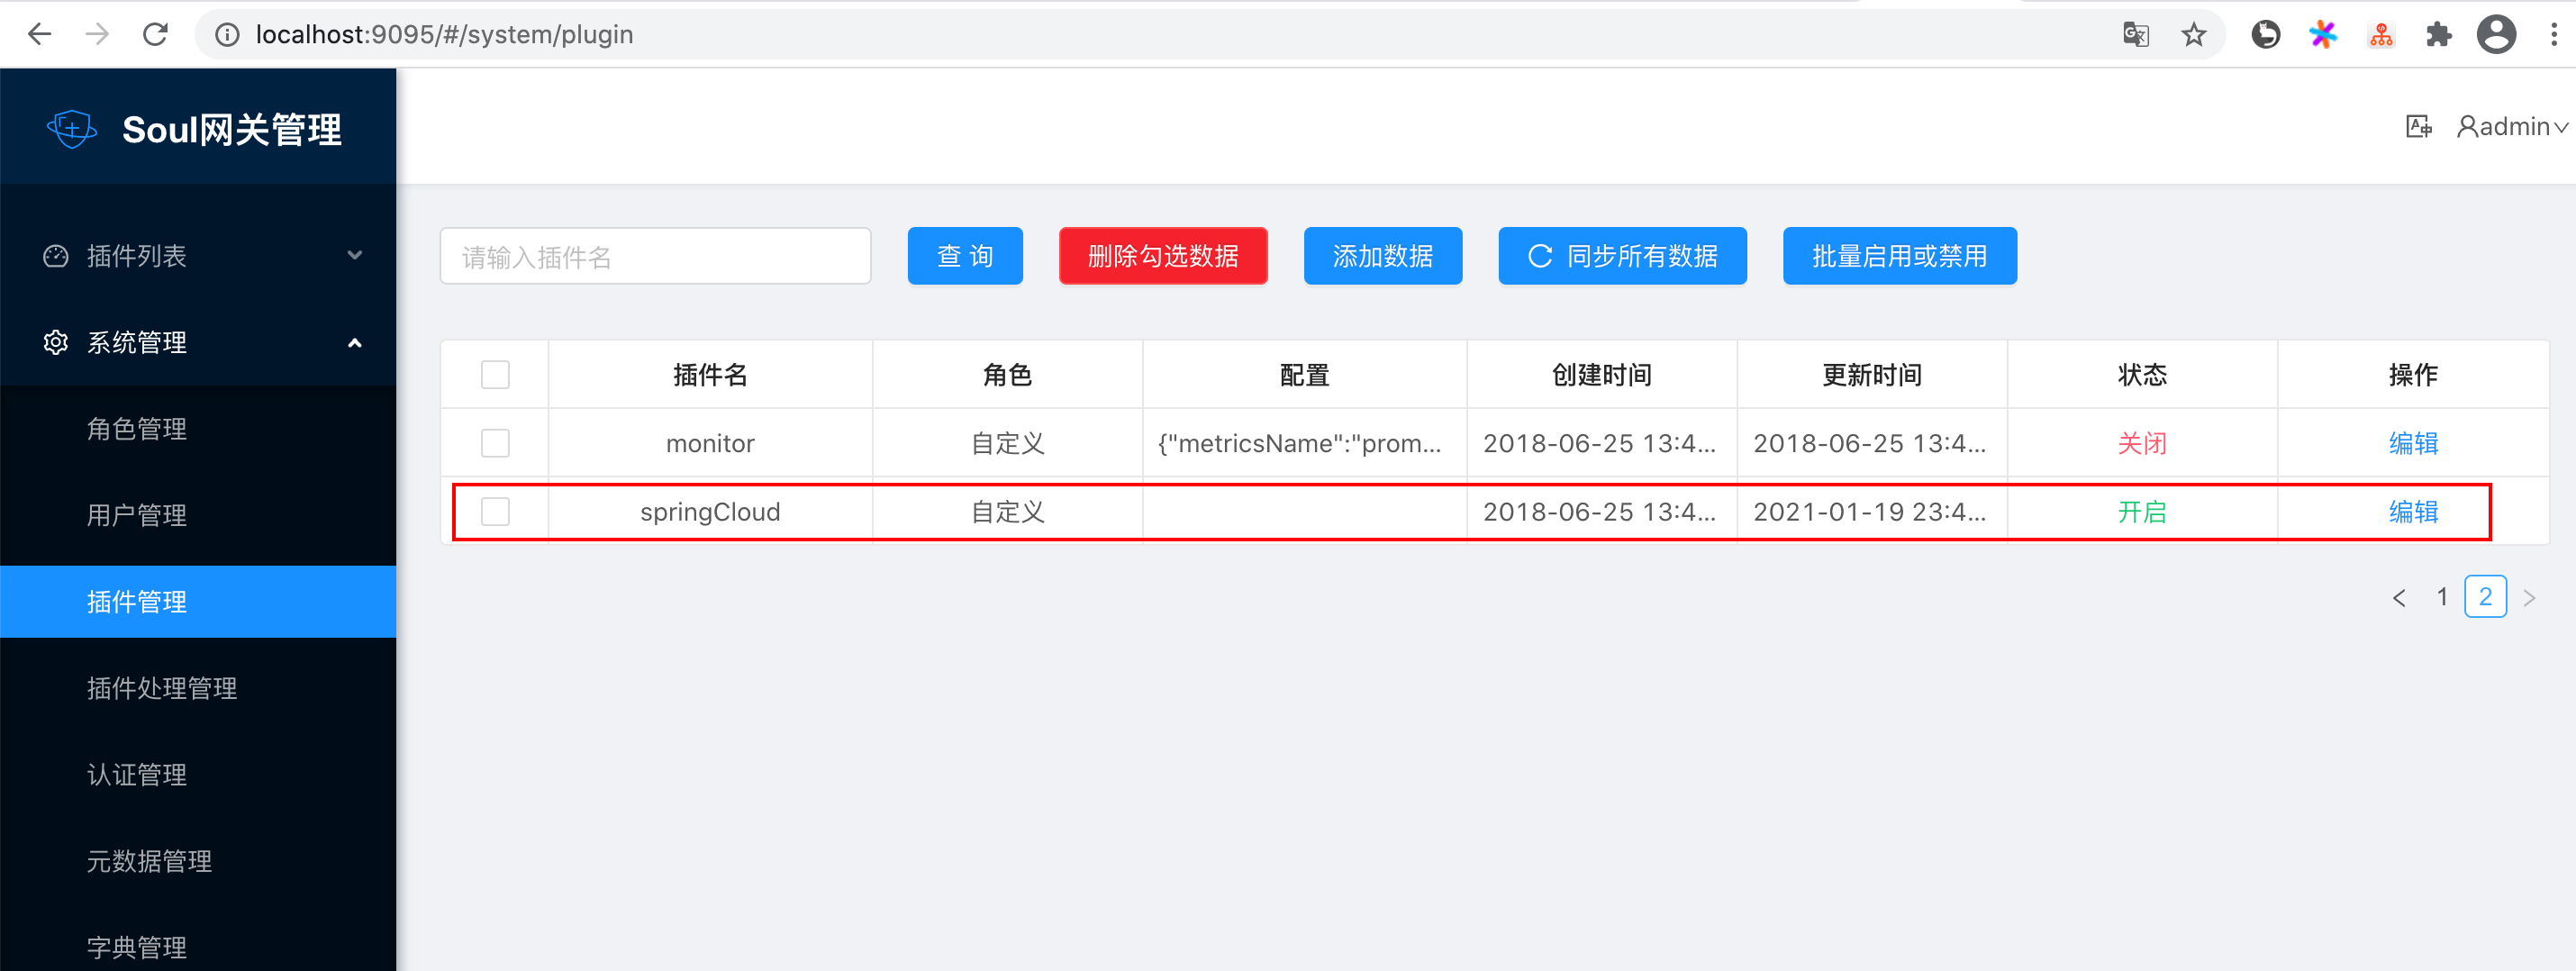 localhost:9095/#/system/plugin
Soul网关管理
admin
插件列表
系统管理
角色管理
用户管理
插件管理
插件处理管理
认证管理
元数据管理
字典管理
请输入插件名 查 询 删除勾选数据 添加数据 同步所有数据 批量启用或禁用
插件名 角色 配置 创建时间 更新时间 状态 操作
monitor 自定义 {"metricsName":"prom... 2018-06-25 13:4... 2018-06-25 13:4... 关闭 编辑
springCloud 自定义 2018-06-25 13:4... 2021-01-19 23:4... 开启 编辑
< 1 2 >